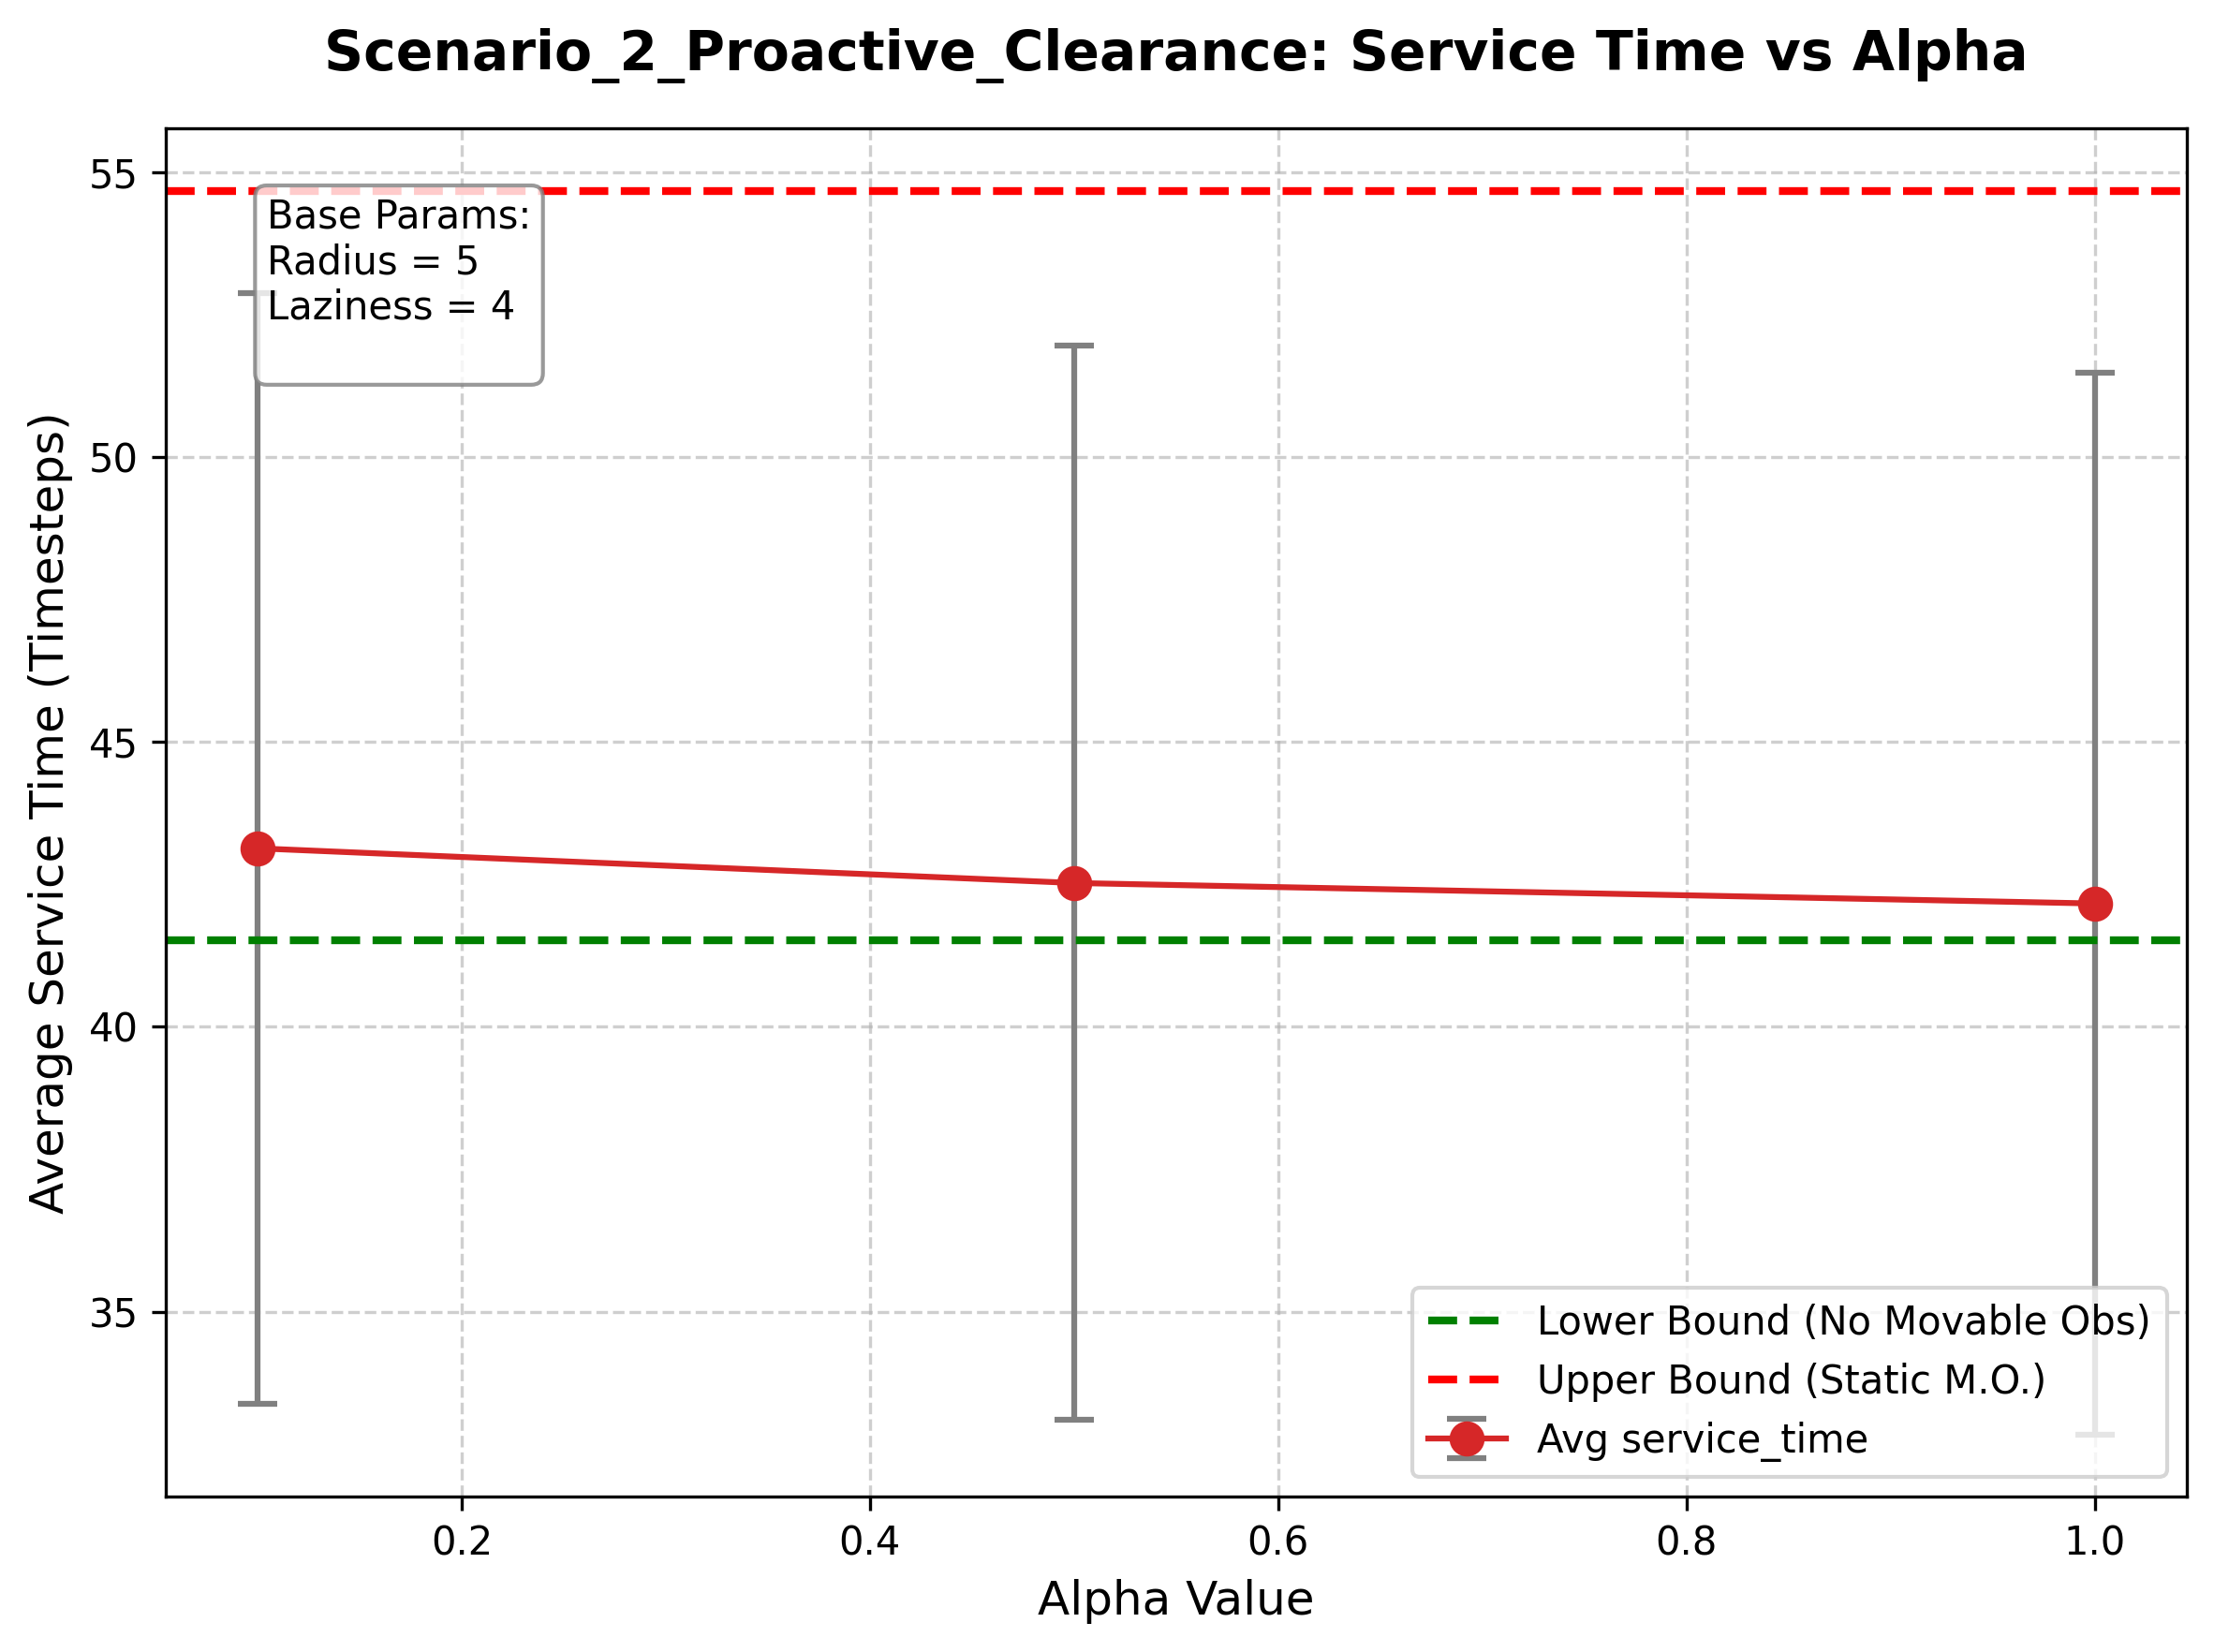 Scenario_2_Proactive_Clearance: Service Time vs Alpha
Average Service Time (Timesteps)
55
50
45
40
35
Base Params:
Radius = 5
Laziness = 4
Lower Bound (No Movable Obs)
Upper Bound (Static M.O.)
Avg service_time
0.2
0.4
0.6
0.8
1.0
Alpha Value